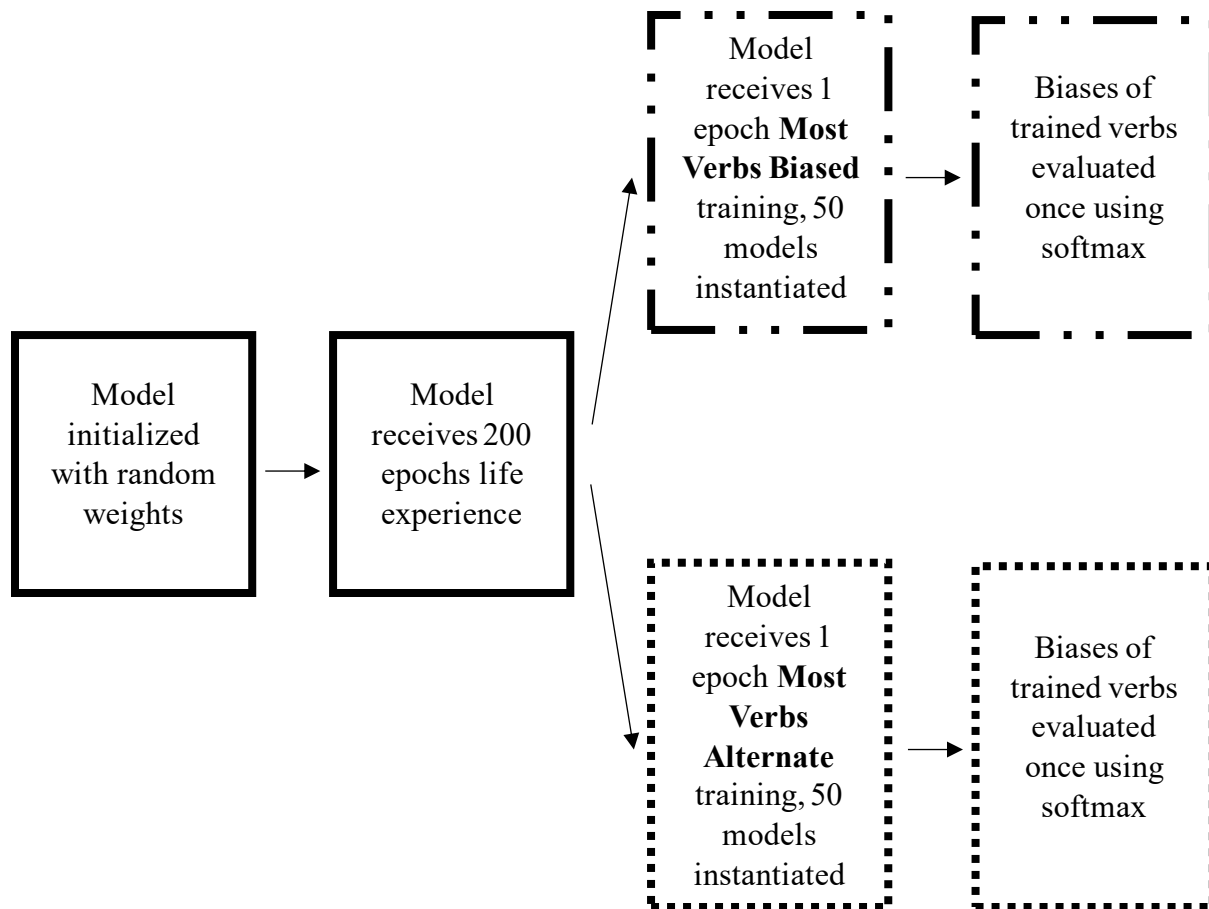 Model
initialized
with random
weights
Model
receives 200
epochs life
experience
Model
receives 1
epoch Most
Verbs Biased
training, 50
models
instantiated
Biases of
trained verbs
evaluated
once using
softmax
Model
receives 1
epoch Most
Verbs
Alternate
training, 50
models
instantiated
Biases of
trained verbs
evaluated
once using
softmax